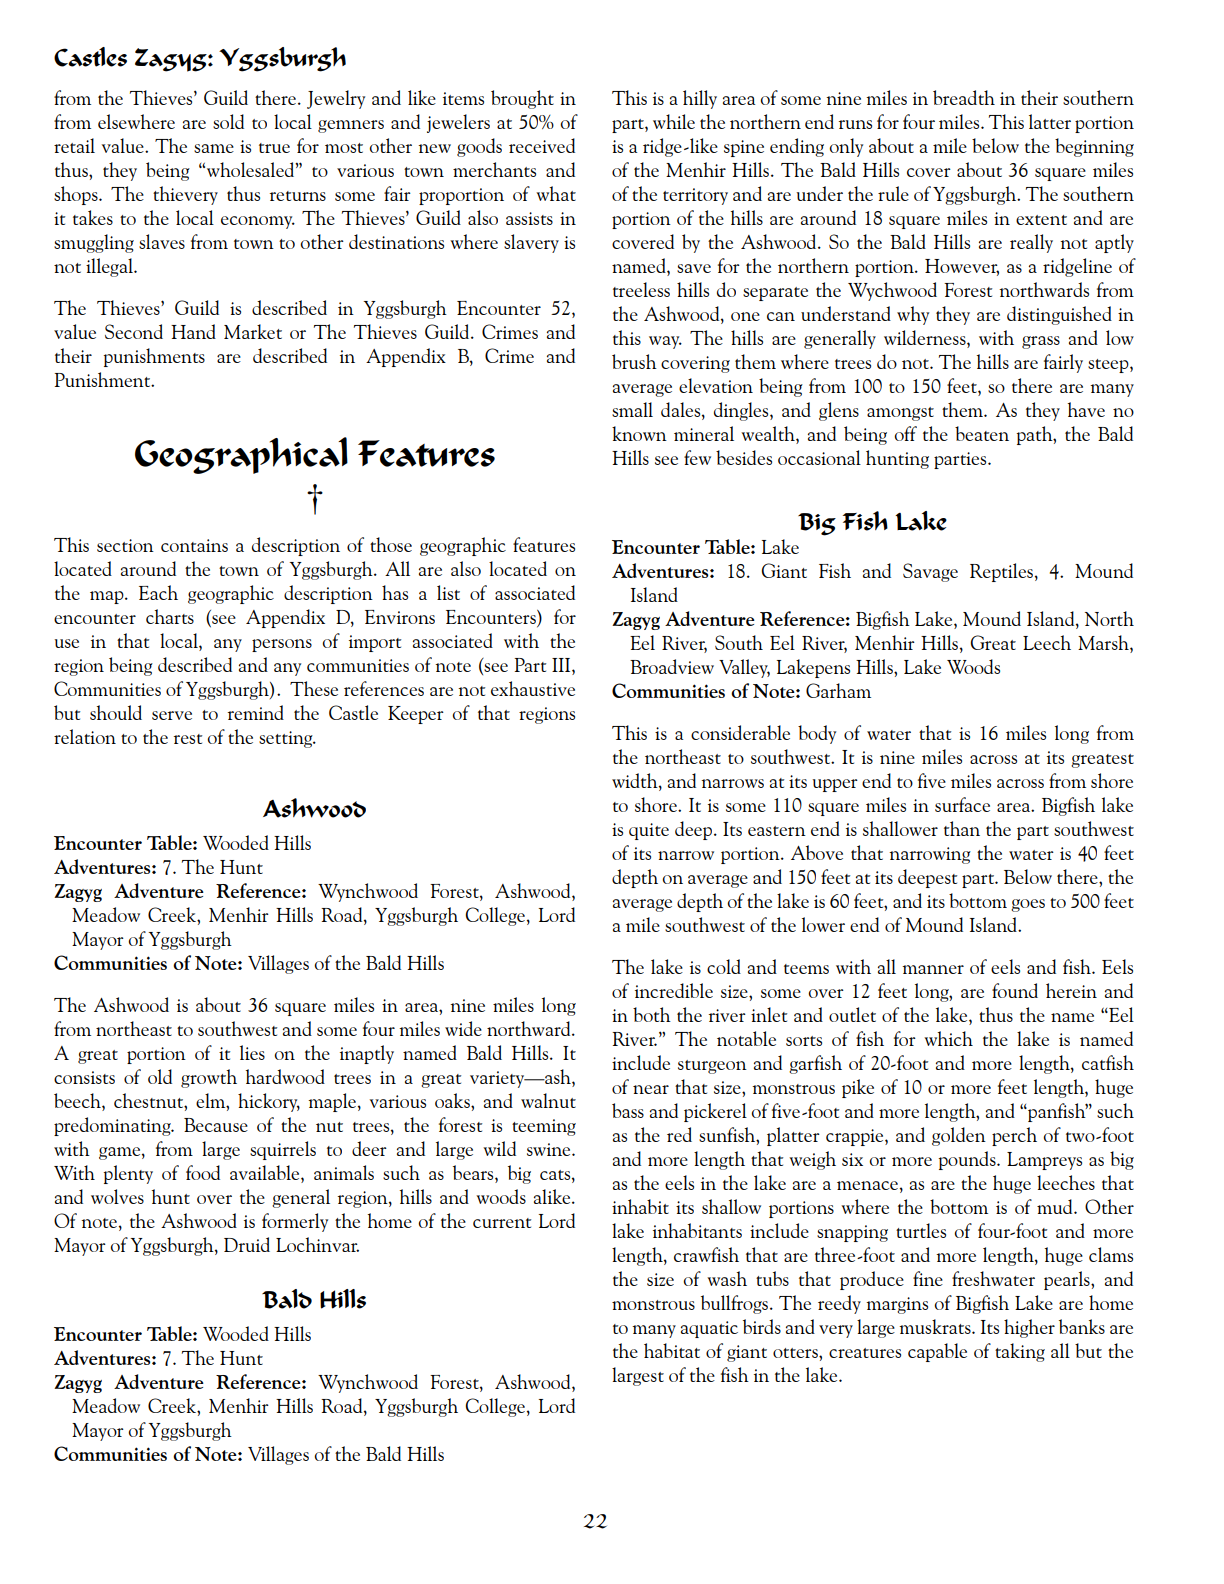 Castles Zagyg: Yggsburgh
from the Thieves' Guild there. Jewelry and like items brought in
from elsewhere are sold to local gemners and jewelers at 50% of
retail value. The same is true for most other new goods received
thus, they being “wholesaled” to various town merchants and
shops. The thievery thus returns some fair proportion of what
it takes to the local economy. The Thieves' Guild also assists in
smuggling slaves from town to other destinations where slavery is
not illegal.
The Thieves' Guild is described in Yggsburgh Encounter 52,
value Second Hand Market or The Thieves Guild. Crimes and
their punishments are described in Appendix B, Crime and
Punishment.
Geographical Features
†
This section contains a description of those geographic features
located around the town of Yggsburgh. All are also located on
the map. Each geographic description has a list of associated
encounter charts (see Appendix D, Environs Encounters) for
use in that local, any persons of import associated with the
region being described and any communities of note (see Part III,
Communities of Yggsburgh). These references are not exhaustive
but should serve to remind the Castle Keeper of that regions
relation to the rest of the setting.
Ashwood
Encounter Table: Wooded Hills
Adventures: 7. The Hunt
Zagyg Adventure Reference: Wynchwood Forest, Ashwood,
Meadow Creek, Menhir Hills Road, Yggsburgh College, Lord
Mayor of Yggsburgh
Communities of Note: Villages of the Bald Hills
The Ashwood is about 36 square miles in area, nine miles long
from northeast to southwest and some four miles wide northward.
A great portion of it lies on the inaptly named Bald Hills. It
consists of old growth hardwood trees in a great variety—ash,
beech, chestnut, elm, hickory, maple, various oaks, and walnut
predominating. Because of the nut trees, the forest is teeming
with game, from large squirrels to deer and large wild swine.
With plenty of food available, animals such as bears, big cats,
and wolves hunt over the general region, hills and woods alike.
Of note, the Ashwood is formerly the home of the current Lord
Mayor of Yggsburgh, Druid Lochinvar.
Bald Hills
Encounter Table: Wooded Hills
Adventures: 7. The Hunt
Zagyg Adventure Reference: Wynchwood Forest, Ashwood,
Meadow Creek, Menhir Hills Road, Yggsburgh College, Lord
Mayor of Yggsburgh
Communities of Note: Villages of the Bald Hills
This is a hilly area of some nine miles in breadth in their southern
part, while the northern end runs for four miles. This latter portion
is a ridge-like spine ending only about a mile below the beginning
of the Menhir Hills. The Bald Hills cover about 36 square miles
of the territory and are under the rule of Yggsburgh. The southern
portion of the hills are around 18 square miles in extent and are
covered by the Ashwood. So the Bald Hills are really not aptly
named, save for the northern portion. However, as a ridgeline of
treeless hills do separate the Wychwood Forest northwards from
the Ashwood, one can understand why they are distinguished in
this way. The hills are generally wilderness, with grass and low
brush covering them where trees do not. The hills are fairly steep,
average elevation being from 100 to 150 feet, so there are many
small dales, dingles, and glens amongst them. As they have no
known mineral wealth, and being off the beaten path, the Bald
Hills see few besides occasional hunting parties.
Big Fish Lake
Encounter Table: Lake
Adventures: 18. Giant Fish and Savage Reptiles, 4. Mound
Island
Zagyg Adventure Reference: Bigfish Lake, Mound Island, North
Eel River, South Eel River, Menhir Hills, Great Leech Marsh,
Broadview Valley, Lakepens Hills, Lake Woods
Communities of Note: Garham
This is a considerable body of water that is 16 miles long from
the northeast to southwest. It is nine miles across at its greatest
width, and narrows at its upper end to five miles across from shore
to shore. It is some 110 square miles in surface area. Bigfish lake
is quite deep. Its eastern end is shallower than the part southwest
of its narrow portion. Above that narrowing the water is 40 feet
depth on average and 150 feet at its deepest part. Below there, the
average depth of the lake is 60 feet, and its bottom goes to 500 feet
a mile southwest of the lower end of Mound Island.
The lake is cold and teems with all manner of eels and fish. Eels
of incredible size, some over 12 feet long, are found herein and
in both the river inlet and outlet of the lake, thus the name “Eel
River.” The notable sorts of fish for which the lake is named
include sturgeon and garfish of 20-foot and more length, catfish
of near that size, monstrous pike of 10 or more feet length, huge
bass and pickerel of five-foot and more length, and “panfish” such
as the red sunfish, platter crappie, and golden perch of two-foot
and more length that weigh six or more pounds. Lampreys as big
as the eels in the lake are a menace, as are the huge leeches that
inhabit its shallow portions where the bottom is of mud. Other
lake inhabitants include snapping turtles of four-foot and more
length, crawfish that are three-foot and more length, huge clams
the size of wash tubs that produce fine freshwater pearls, and
monstrous bullfrogs. The reedy margins of Bigfish Lake are home
to many aquatic birds and very large muskrats. Its higher banks are
the habitat of giant otters, creatures capable of taking all but the
largest of the fish in the lake.
22